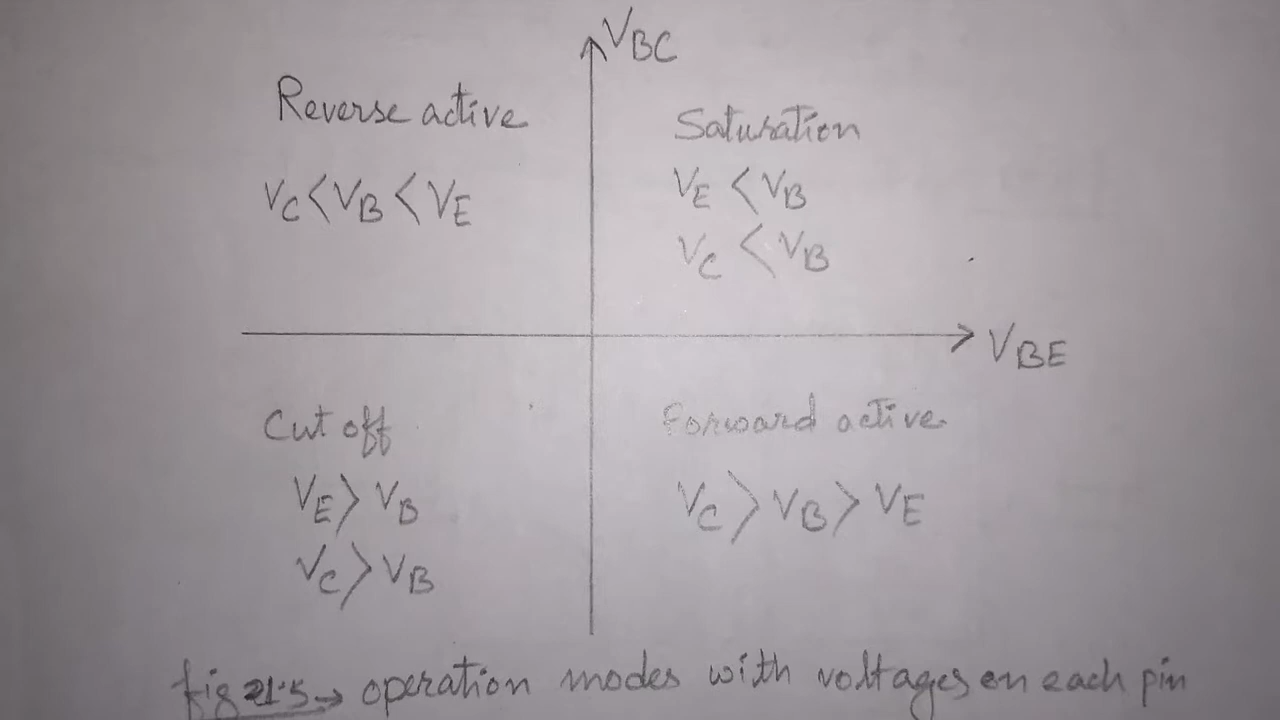 VBC
Reverse active
VC < VB < VE
Saturation
VE < VB
VC < VB
VBE
Cut off
VE > VB
VC > VB
Forward active
VC > VB > VE
fig 21.5 → operation modes with voltages on each pin